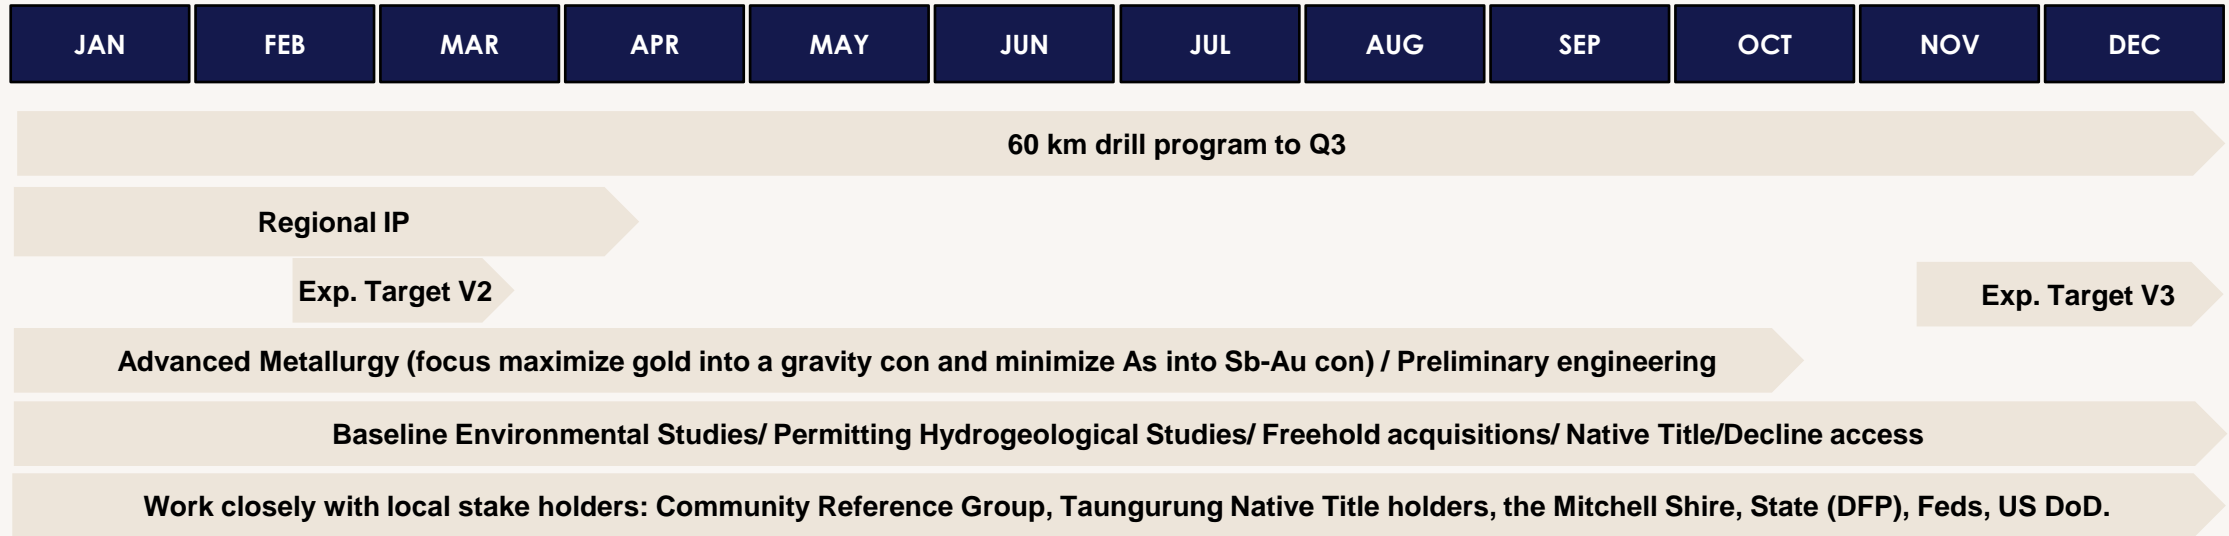 JAN FEB MAR APR MAY JUN JUL AUG SEP OCT NOV DEC
60 km drill program to Q3
Regional IP
Exp. Target V2
Exp. Target V3
Advanced Metallurgy (focus maximize gold into a gravity con and minimize As into Sb-Au con) / Preliminary engineering
Baseline Environmental Studies/ Permitting Hydrogeological Studies/ Freehold acquisitions/ Native Title/Decline access
Work closely with local stake holders: Community Reference Group, Taungurung Native Title holders, the Mitchell Shire, State (DFP), Feds, US DoD.